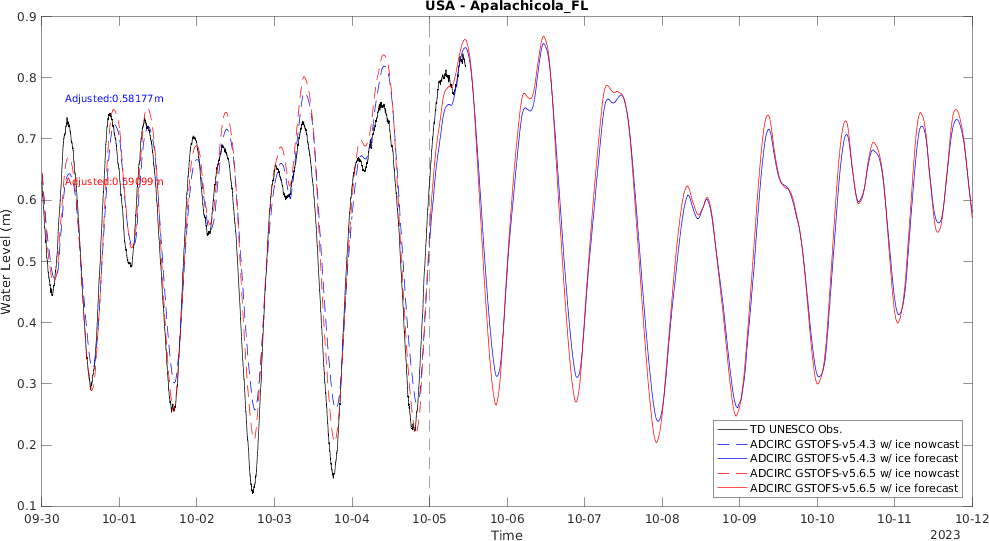 USA - Apalachicola_FL
0.9
0.8
0.7
0.6
0.5
0.4
0.3
0.2
0.1
Water Level (m)
Adjusted:0.58177m
Adjusted:0.59099m
TD UNESCO Obs.
ADCIRC GSTOFS-v5.4.3 w/ ice nowcast
ADCIRC GSTOFS-v5.4.3 w/ ice forecast
ADCIRC GSTOFS-v5.6.5 w/ ice nowcast
ADCIRC GSTOFS-v5.6.5 w/ ice forecast
09-30 10-01 10-02 10-03 10-04 10-05 10-06 10-07 10-08 10-09 10-10 10-11 10-12
Time
2023